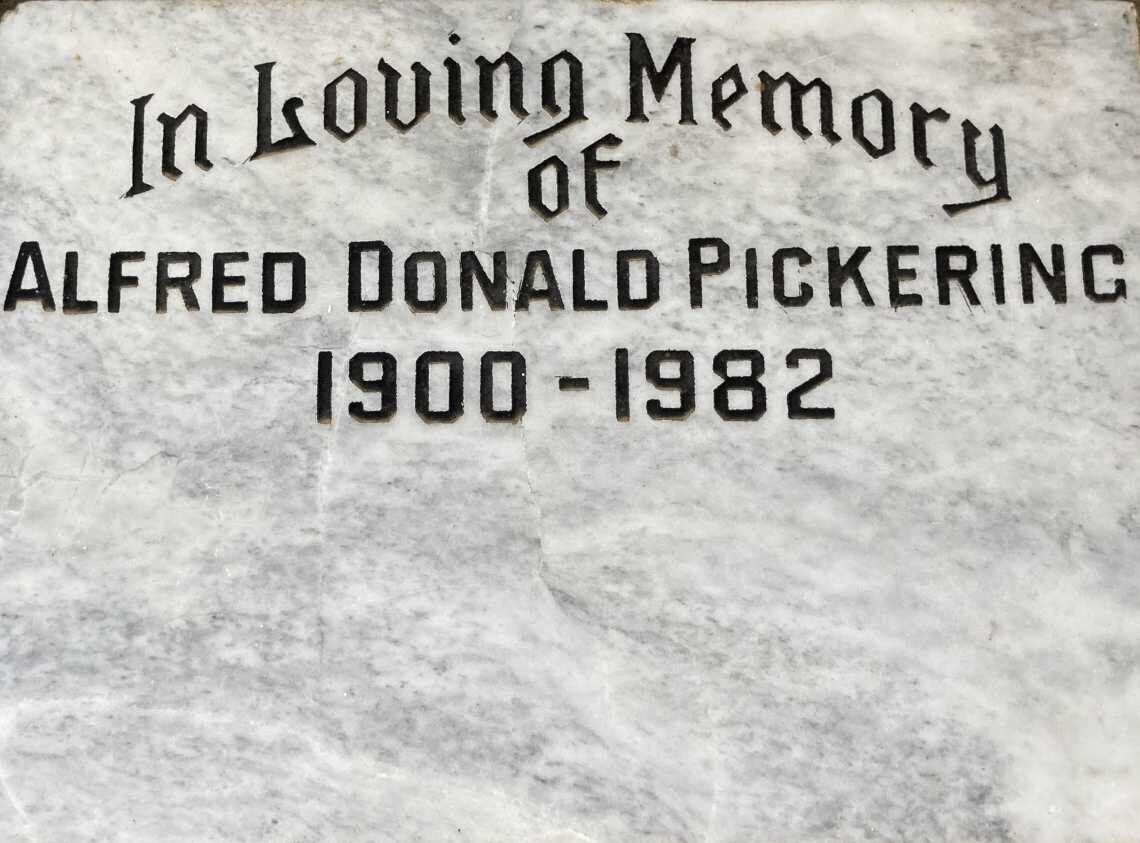 In Loving Memory
of
ALFRED DONALD PICKERING
1900 - 1982